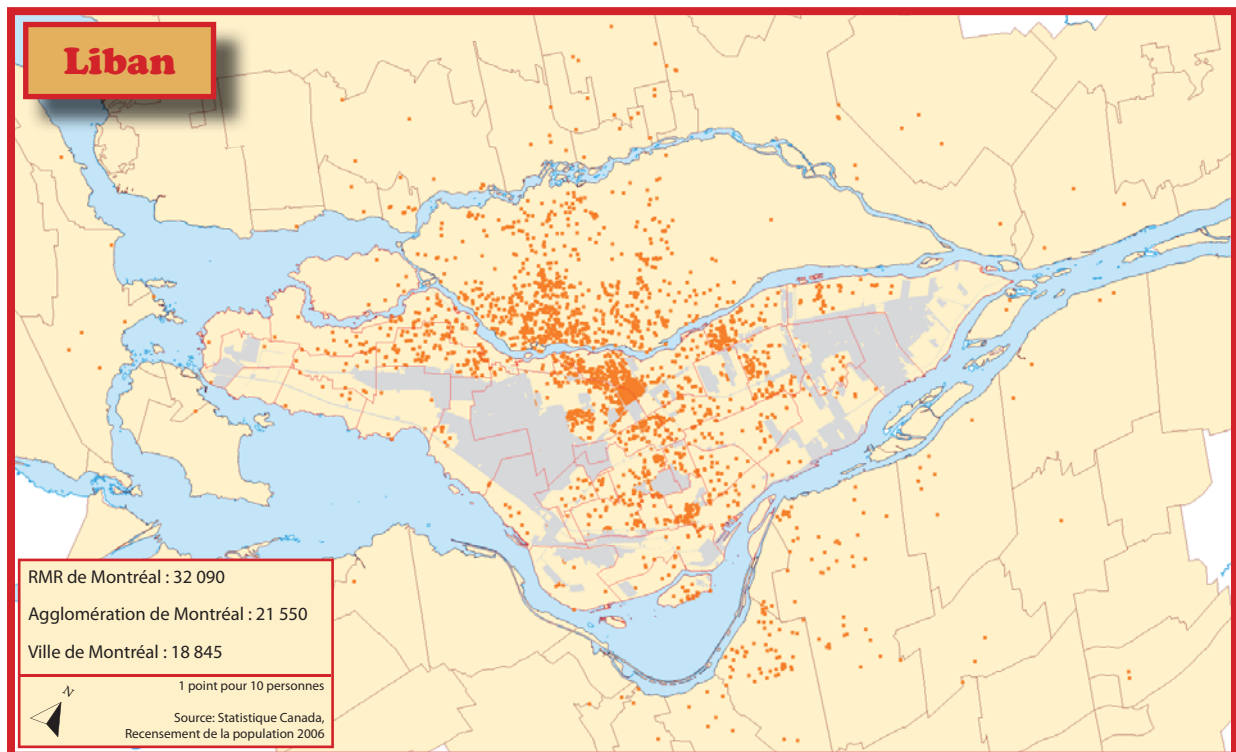 Liban
RMR de Montréal : 32 090
Agglomération de Montréal : 21 550
Ville de Montréal : 18 845
N
1 point pour 10 personnes
Source: Statistique Canada,
Recensement de la population 2006